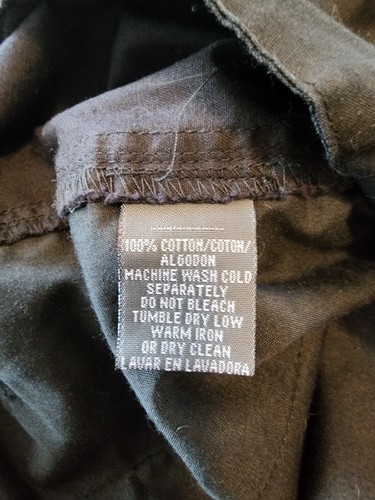 100% COTTON/COTON/
ALGODON
MACHINE WASH COLD
SEPARATELY
DO NOT BLEACH
TUMBLE DRY LOW
WARM IRON
OR DRY CLEAN
LAVAR EN LAVADORA